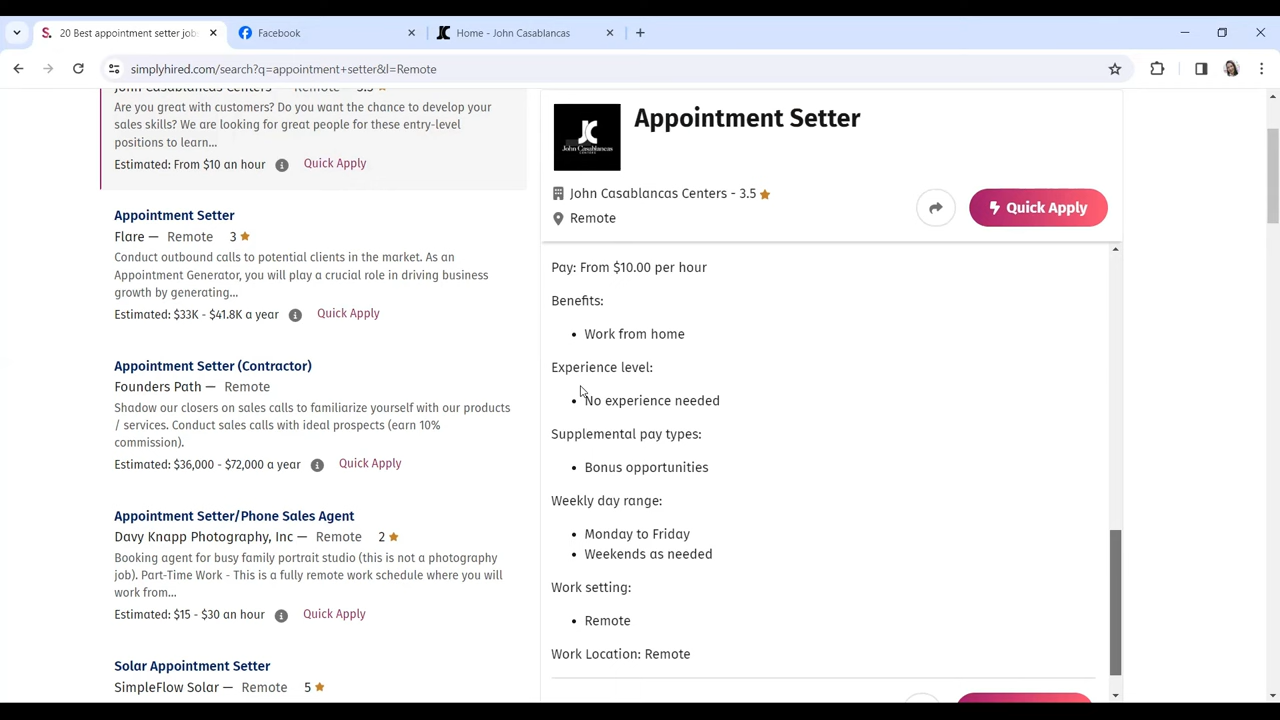 20 Best appointment setter job
Facebook
Home - John Casablancas
simplyhired.com/search?q=appointment+setter&l=Remote
John Casablancas Centers — Remote 3.5
Are you great with customers? Do you want the chance to develop your
sales skills? We are looking for great people for these entry-level
positions to learn...
Estimated: From $10 an hour
Quick Apply
Appointment Setter
Flare — Remote 3
Conduct outbound calls to potential clients in the market. As an
Appointment Generator, you will play a crucial role in driving business
growth by generating...
Estimated: $33K - $41.8K a year
Quick Apply
Appointment Setter (Contractor)
Founders Path — Remote
Shadow our closers on sales calls to familiarize yourself with our products
/ services. Conduct sales calls with ideal prospects (earn 10%
commission).
Estimated: $36,000 - $72,000 a year
Quick Apply
Appointment Setter/Phone Sales Agent
Davy Knapp Photography, Inc — Remote 2
Booking agent for busy family portrait studio (this is not a photography
job). Part-Time Work - This is a fully remote work schedule where you will
work from...
Estimated: $15 - $30 an hour
Quick Apply
Solar Appointment Setter
SimpleFlow Solar — Remote 5
JC
John Casablancas
CENTERS
Appointment Setter
John Casablancas Centers - 3.5
Remote
Quick Apply
Pay: From $10.00 per hour
Benefits:
• Work from home
Experience level:
• No experience needed
Supplemental pay types:
• Bonus opportunities
Weekly day range:
• Monday to Friday
• Weekends as needed
Work setting:
• Remote
Work Location: Remote